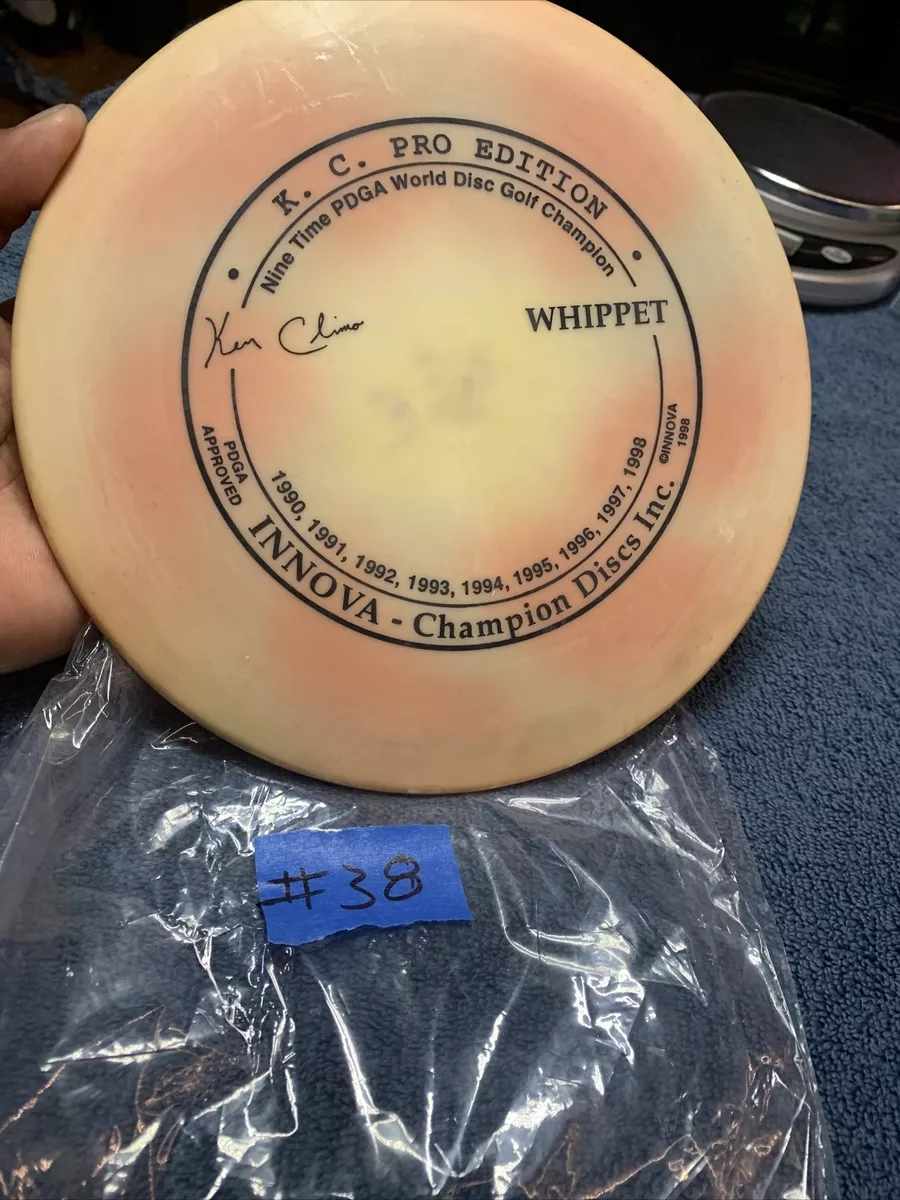 K. C. PRO EDITION
Nine Time PDGA World Disc Golf Champion
Ken Climo
WHIPPET
PDGA
APPROVED
©INNOVA
1998
1990, 1991, 1992, 1993, 1994, 1995, 1996, 1997, 1998
INNOVA - Champion Discs Inc.
#38